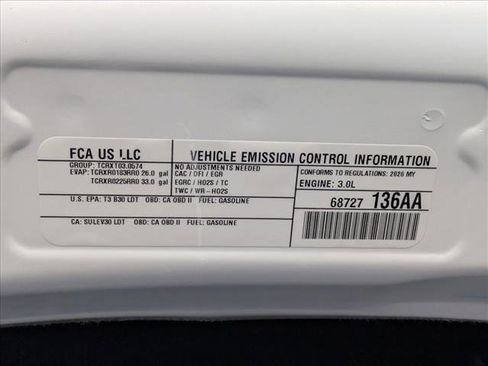 FCA US LLC
VEHICLE EMISSION CONTROL INFORMATION
GROUP: TCRXT03.0574
EVAP: TCRXR0183RR0 26.0 gal
TCRXR0225RR0 33.0 gal
NO ADJUSTMENTS NEEDED
CAC / DFI / EGR
EGRC / HO2S / TC
TWC / WR-HO2S
CONFORMS TO REGULATIONS: 2026 MY
ENGINE: 3.0L
U.S. EPA: T3 B30 LDT OBD: CA OBD II FUEL: GASOLINE
CA: SULEV30 LDT OBD: CA OBD II FUEL: GASOLINE
68727 136AA